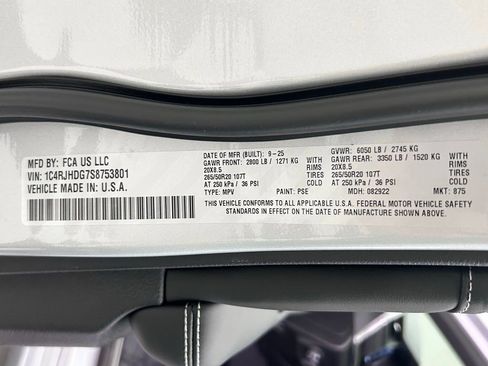 MFD BY: FCA US LLC
VIN: 1C4RJHDG7S8753801
VEHICLE MADE IN U.S.A.
DATE OF MFR (BUILT): 9-25
GAWR FRONT: 2800 LB / 1271 KG
20X8.5 WITH RIMS
265/50R20 107T TIRES
AT 250 kPa / 36 PSI
TYPE: MPV PAINT: PSE
GVWR: 6050 LB / 2745 KG
GAWR REAR: 3350 LB / 1520 KG
20X8.5 WITH RIMS
265/50R20 107T TIRES
AT 250 kPa / 36 PSI
MDH: 082922 MKT: 875
THIS VEHICLE CONFORMS TO ALL APPLICABLE U.S.A. FEDERAL MOTOR VEHICLE SAFETY
STANDARDS IN EFFECT ON THE DATE OF MANUFACTURE SHOWN ABOVE